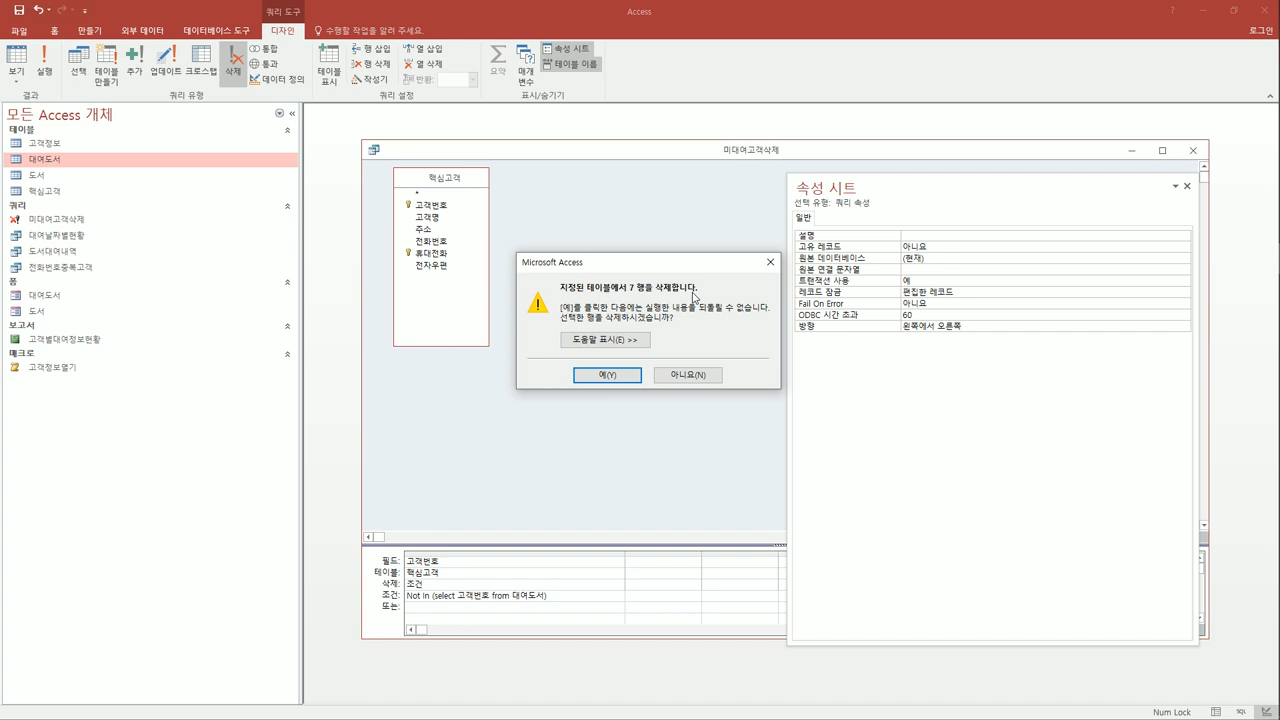 쿼리 도구
Access
파일
홈
만들기
외부 데이터
데이터베이스 도구
디자인
수행할 작업을 알려 주세요.
로그인
보기
실행
결과
선택
테이블 만들기
추가
업데이트
크로스탭
삭제
통합
통과
데이터 정의
쿼리 유형
테이블 표시
행 삽입
행 삭제
작성기
열 삽입
열 삭제
반환:
쿼리 설정
요약
매개 변수
속성 시트
테이블 이름
표시/숨기기
모든 Access 개체
테이블
고객정보
대여도서
도서
핵심고객
쿼리
미대여고객삭제
대여날짜별현황
도서대여내역
전화번호중복고객
폼
대여도서
도서
보고서
고객별대여정보현황
매크로
고객정보열기
미대여고객삭제
핵심고객
*
고객번호
고객명
주소
전화번호
휴대전화
전자우편
Microsoft Access
지정된 테이블에서 7 행을 삭제합니다.
[예]를 클릭한 다음에는 실행한 내용을 되돌릴 수 없습니다.
선택한 행을 삭제하시겠습니까?
도움말 표시(E) >>
예(Y)
아니요(N)
속성 시트
선택 유형: 쿼리 속성
일반
설명
고유 레코드 아니요
원본 데이터베이스 (현재)
원본 연결 문자열
트랜잭션 사용 예
레코드 잠금 편집한 레코드
Fail On Error 아니요
ODBC 시간 초과 60
방향 왼쪽에서 오른쪽
필드: 고객번호
테이블: 핵심고객
삭제: 조건
조건: Not In (select 고객번호 from 대여도서)
또는:
Num Lock
SQL